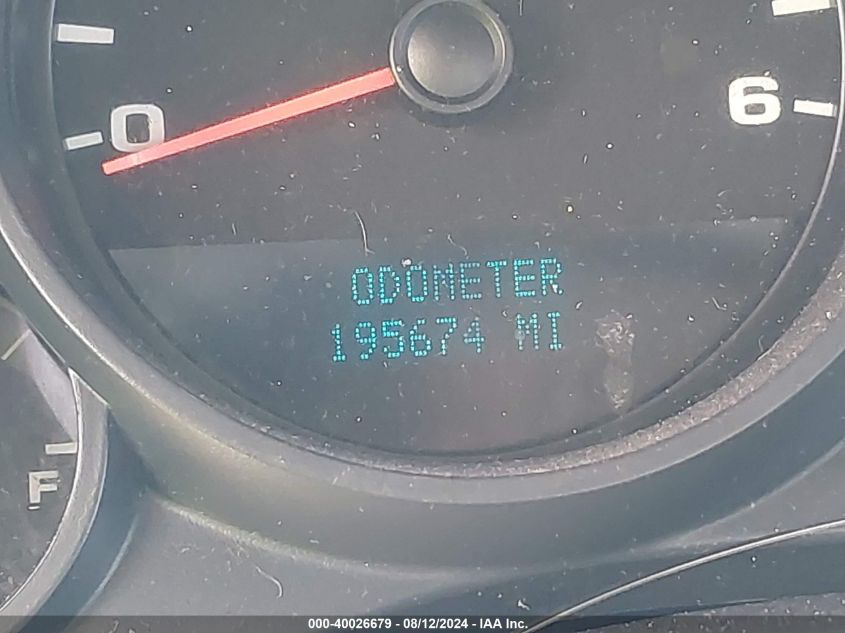 0
6
ODOMETER
195674 MI
F
000-40026679 - 08/12/2024 - IAA Inc.